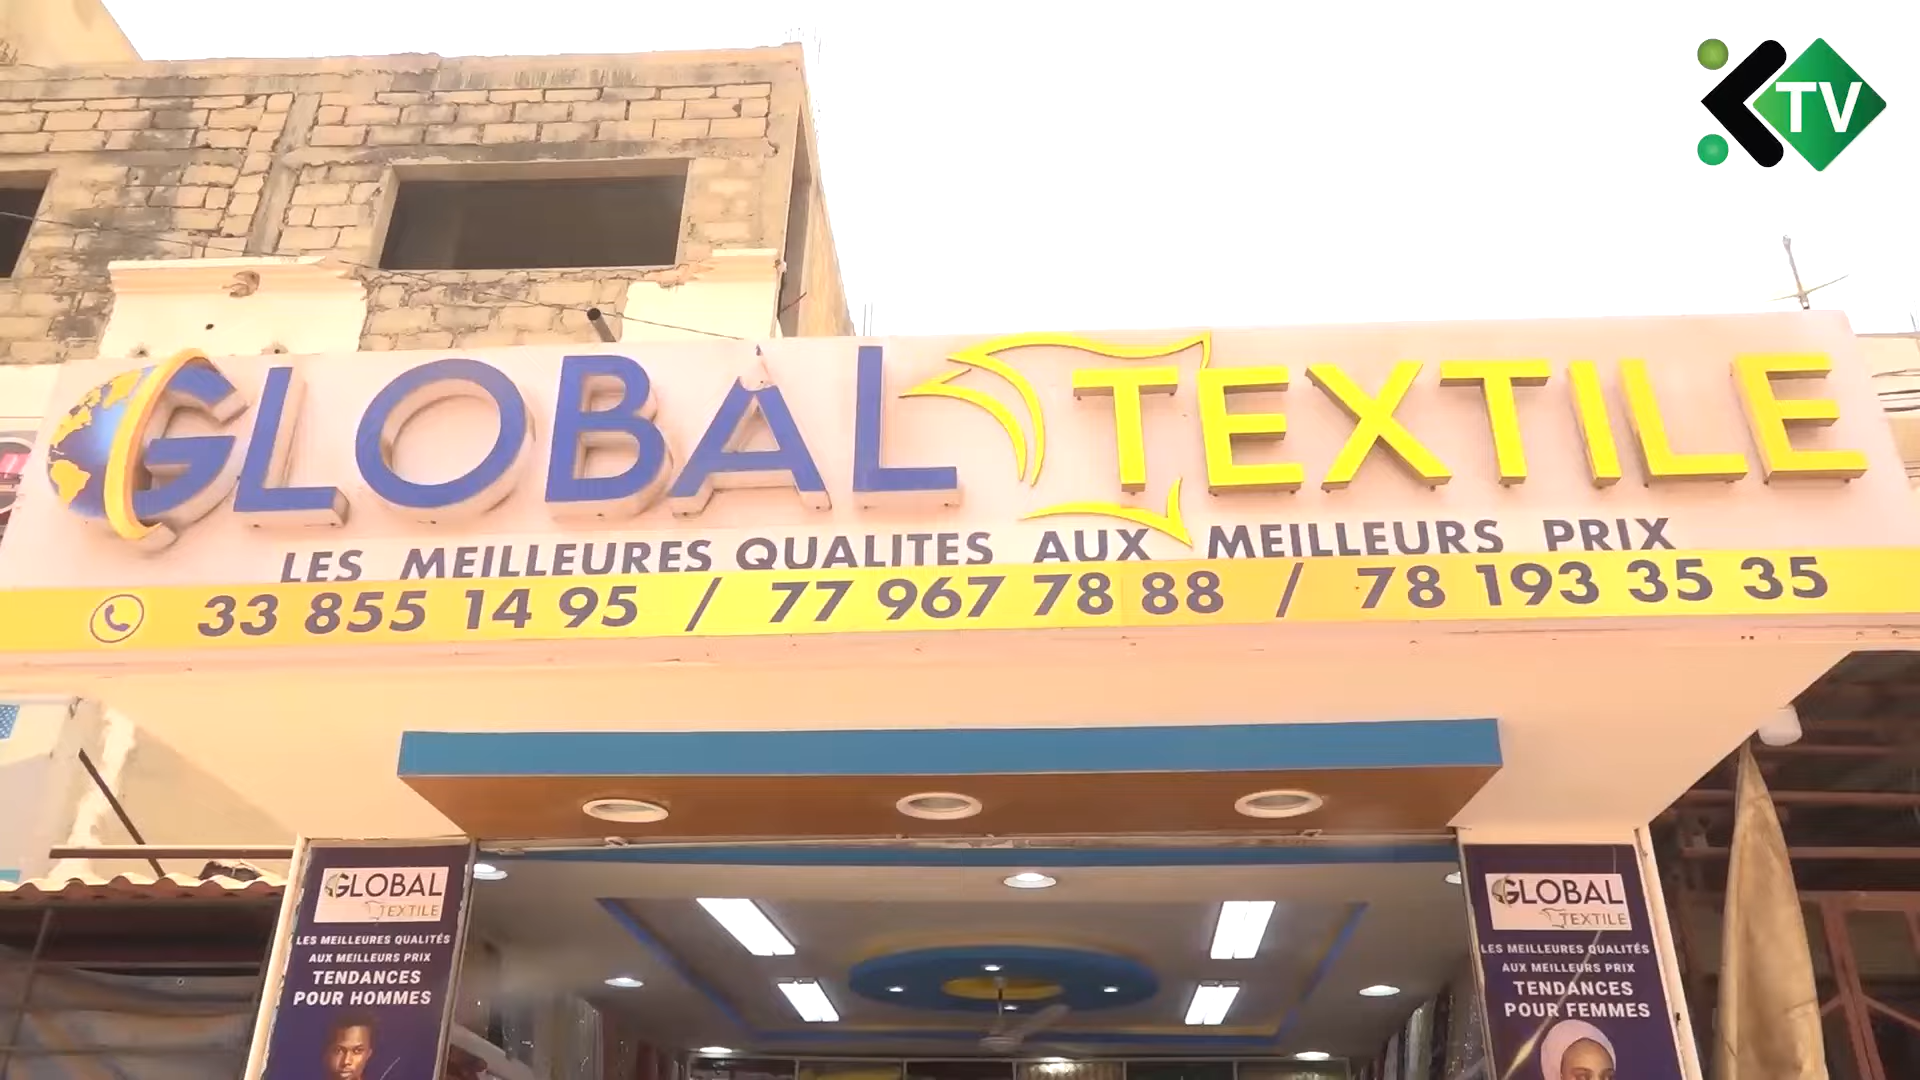 TV
GLOBAL TEXTILE
LES MEILLEURES QUALITES AUX MEILLEURS PRIX
33 855 14 95 / 77 967 78 88 / 78 193 35 35
GLOBAL
TEXTILE
LES MEILLEURES QUALITÉS
AUX MEILLEURS PRIX
TENDANCES
POUR HOMMES
GLOBAL
TEXTILE
LES MEILLEURES QUALITÉS
AUX MEILLEURS PRIX
TENDANCES
POUR FEMMES